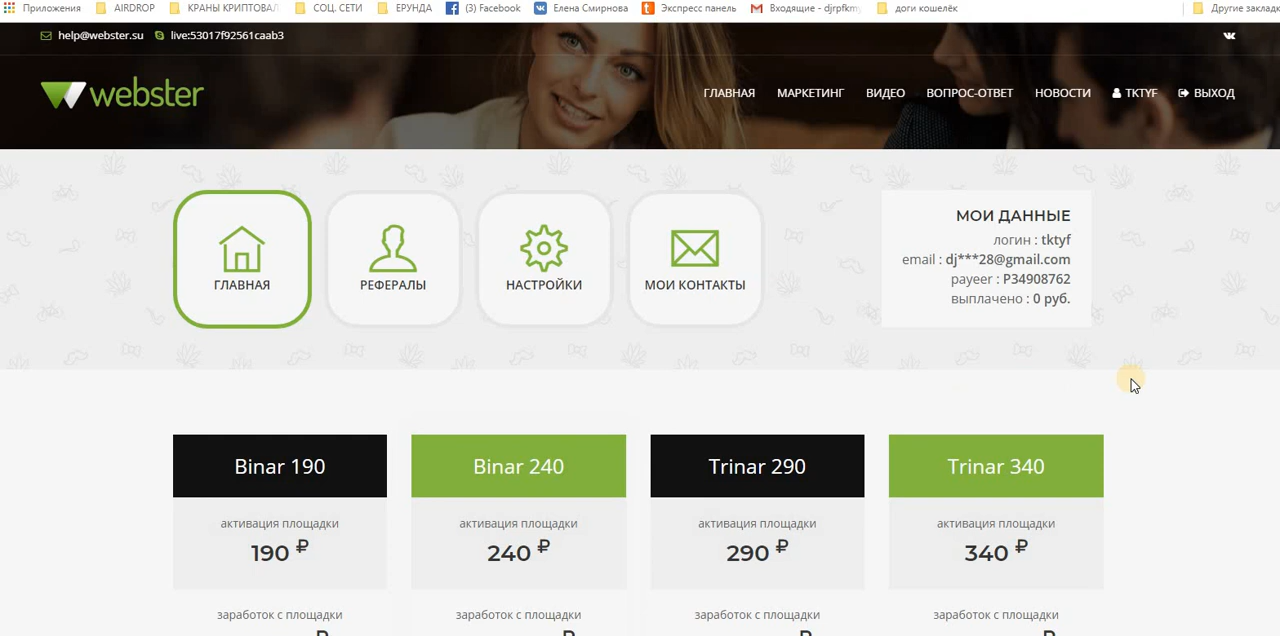 Приложения AIRDROP КРАНЫ КРИПТОВАЛ СОЦ. СЕТИ ЕРУНДА (3) Facebook Елена Смирнова Экспресс панель Входящие - djrpfkm доги кошелёк Другие заклад
help@webster.su live:53017f92561caab3
webster ГЛАВНАЯ МАРКЕТИНГ ВИДЕО ВОПРОС-ОТВЕТ НОВОСТИ TKTYF ВЫХОД
МОИ ДАННЫЕ
логин : tktyf
email : dj***28@gmail.com
payeer : P34908762
выплачено : 0 руб.
ГЛАВНАЯ РЕФЕРАЛЫ НАСТРОЙКИ МОИ КОНТАКТЫ
Binar 190 Binar 240 Trinar 290 Trinar 340
активация площадки активация площадки активация площадки активация площадки
190 ₽ 240 ₽ 290 ₽ 340 ₽
заработок с площадки заработок с площадки заработок с площадки заработок с площадки